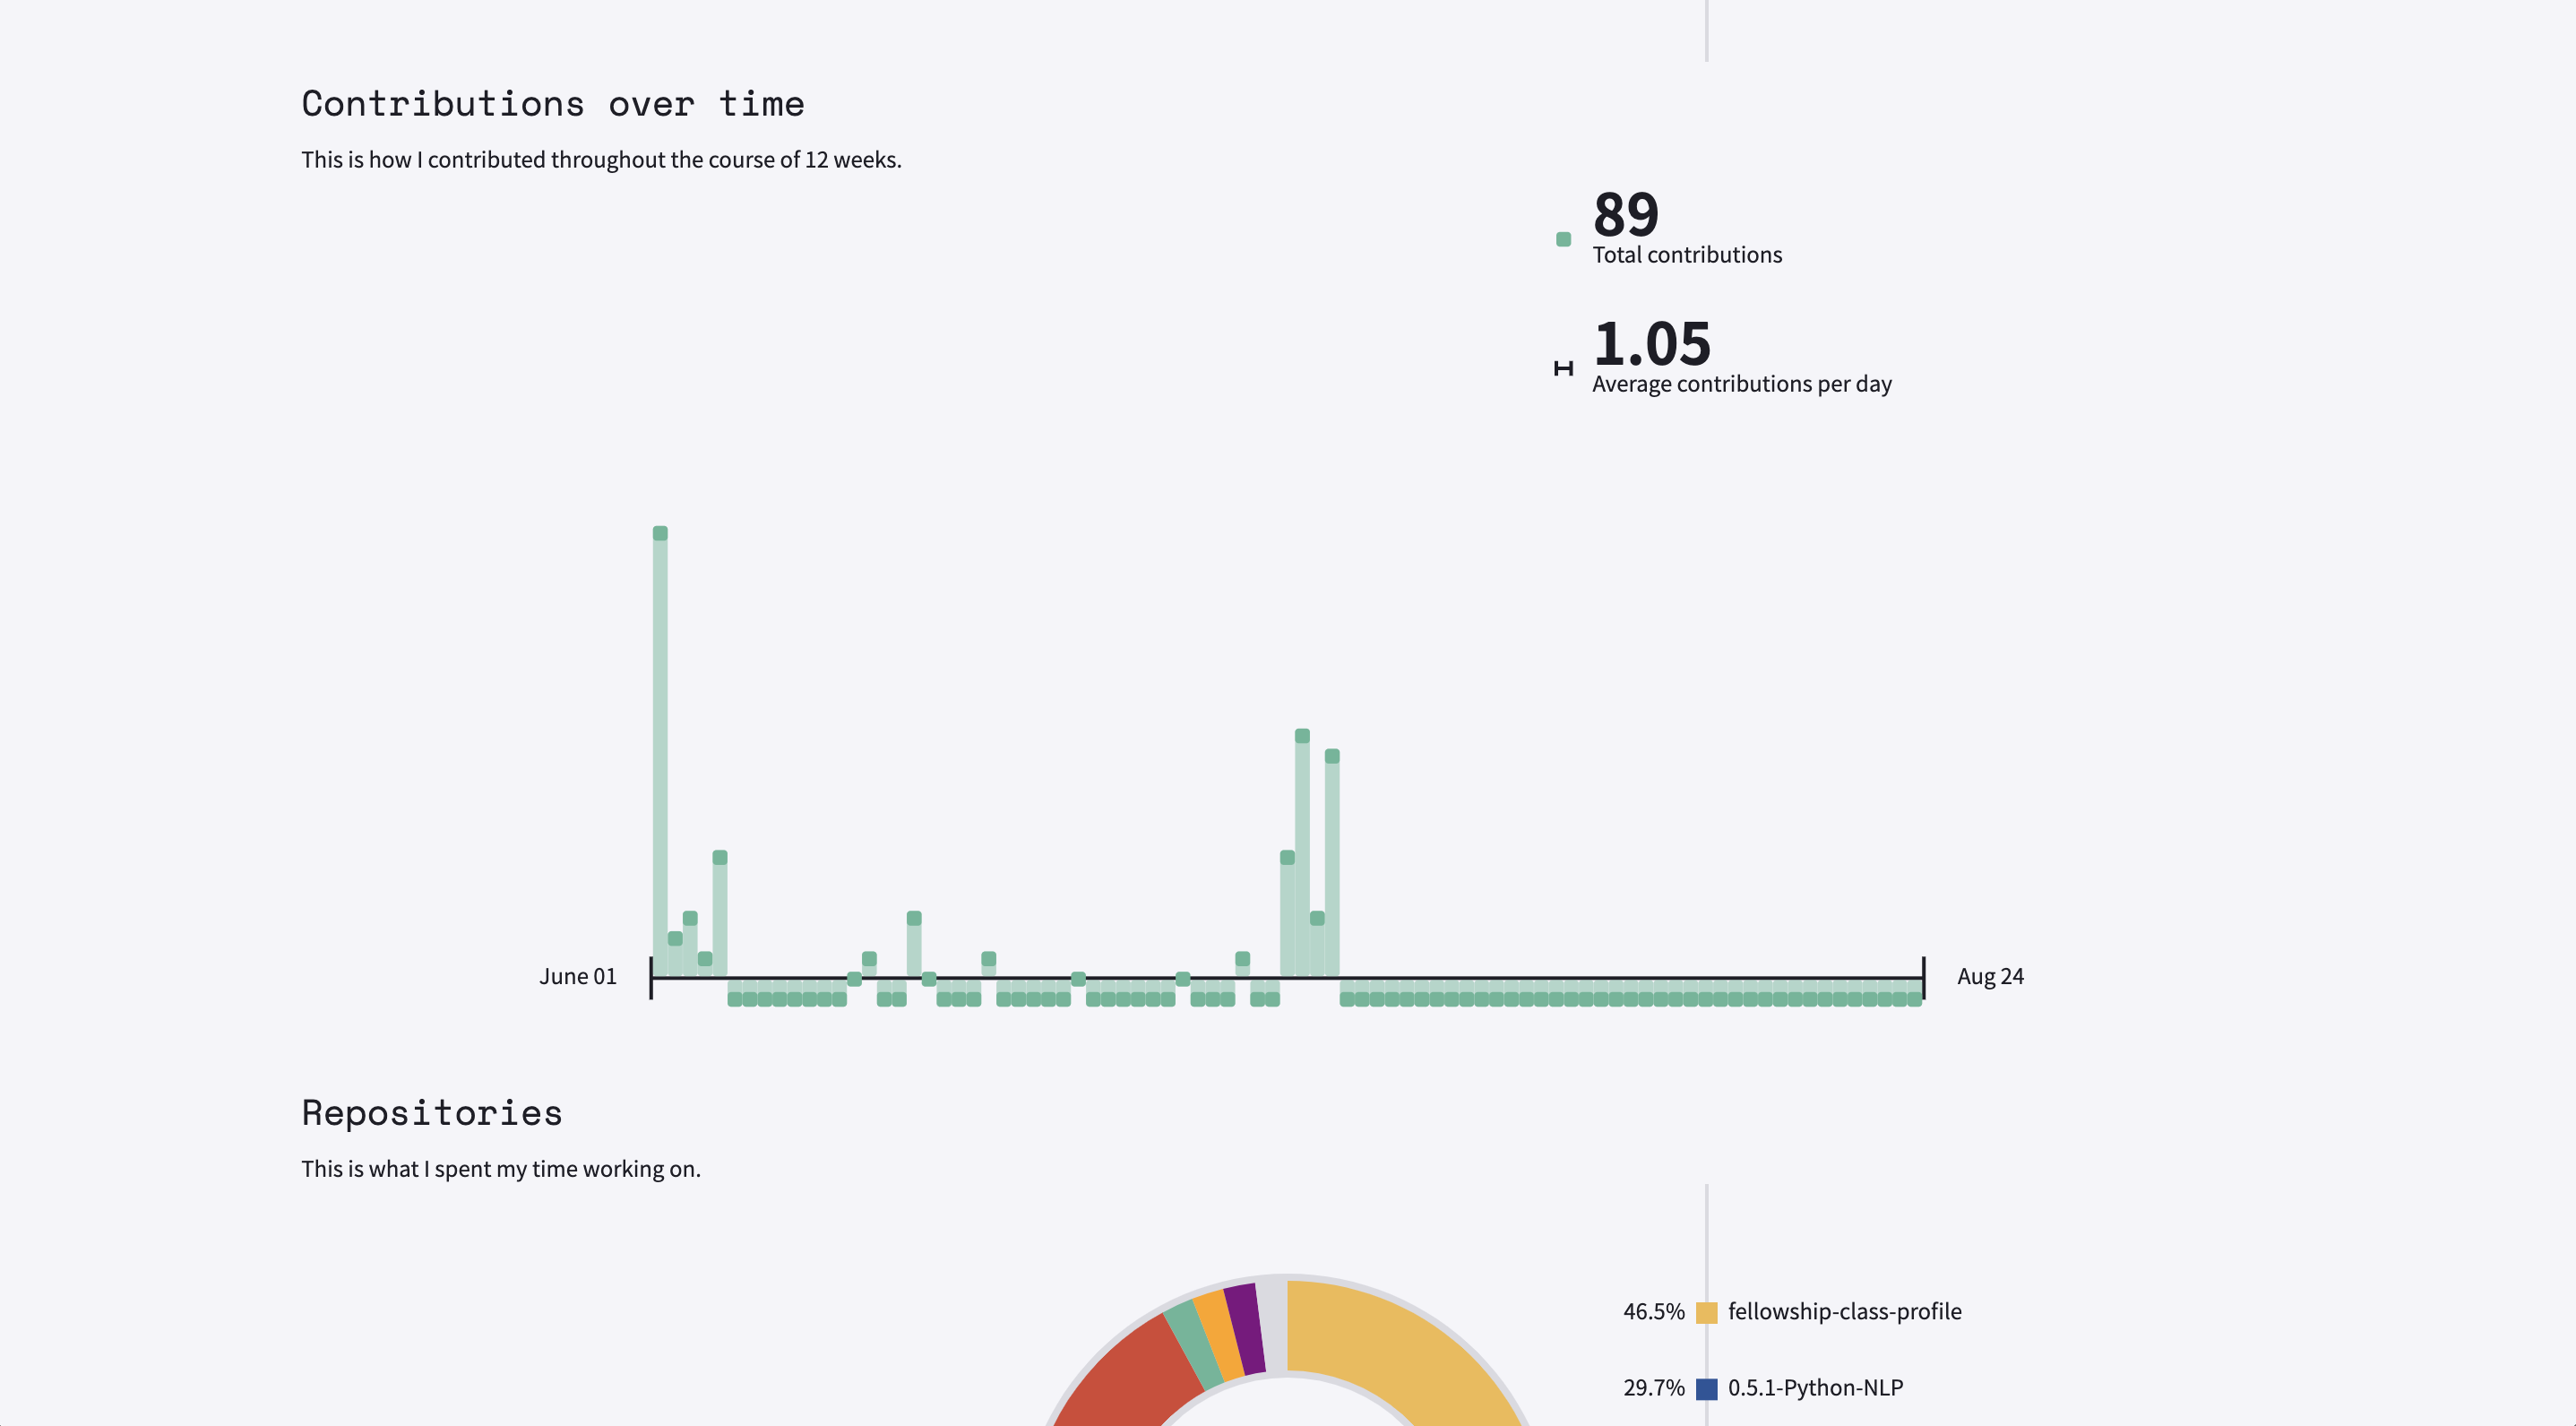 Contributions over time
This is how I contributed throughout the course of 12 weeks.
89
Total contributions
1.05
Average contributions per day
June 01
Aug 24
Repositories
This is what I spent my time working on.
46.5% fellowship-class-profile
29.7% 0.5.1-Python-NLP